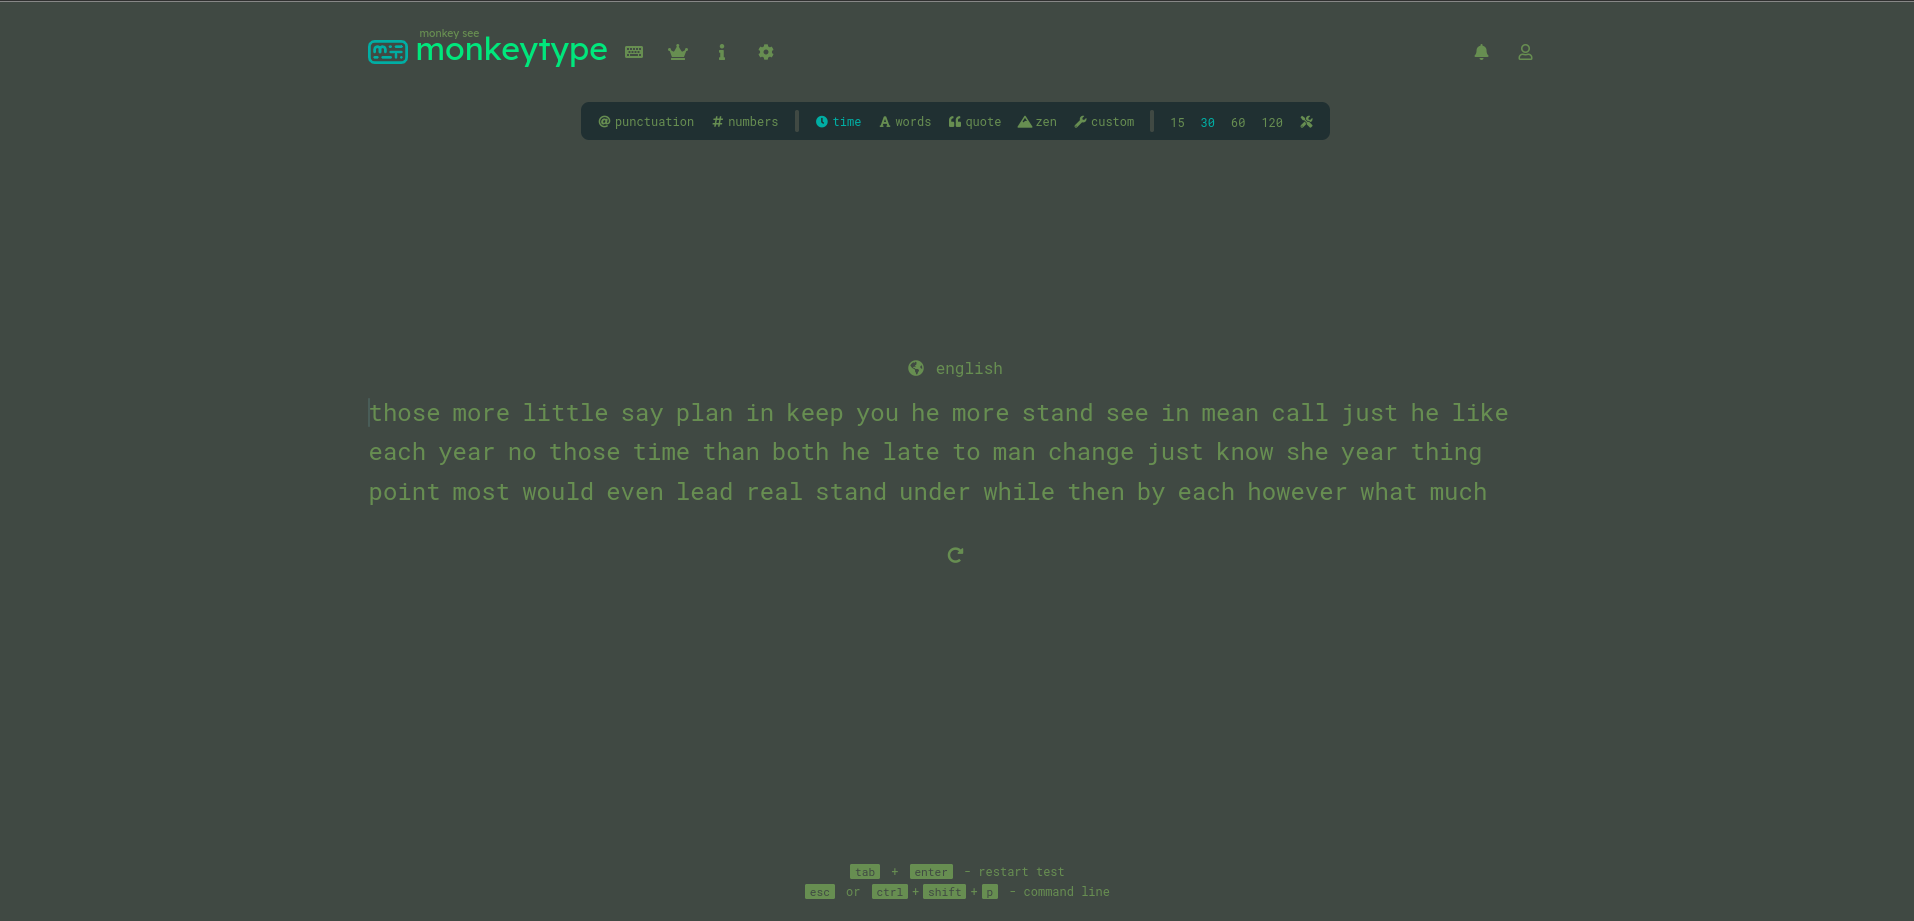 monkey see
monkeytype
@ punctuation # numbers time A words quote zen custom 15 30 60 120
english
those more little say plan in keep you he more stand see in mean call just he like
each year no those time than both he late to man change just know she year thing
point most would even lead real stand under while then by each however what much
tab + enter - restart test
esc or ctrl + shift + p - command line